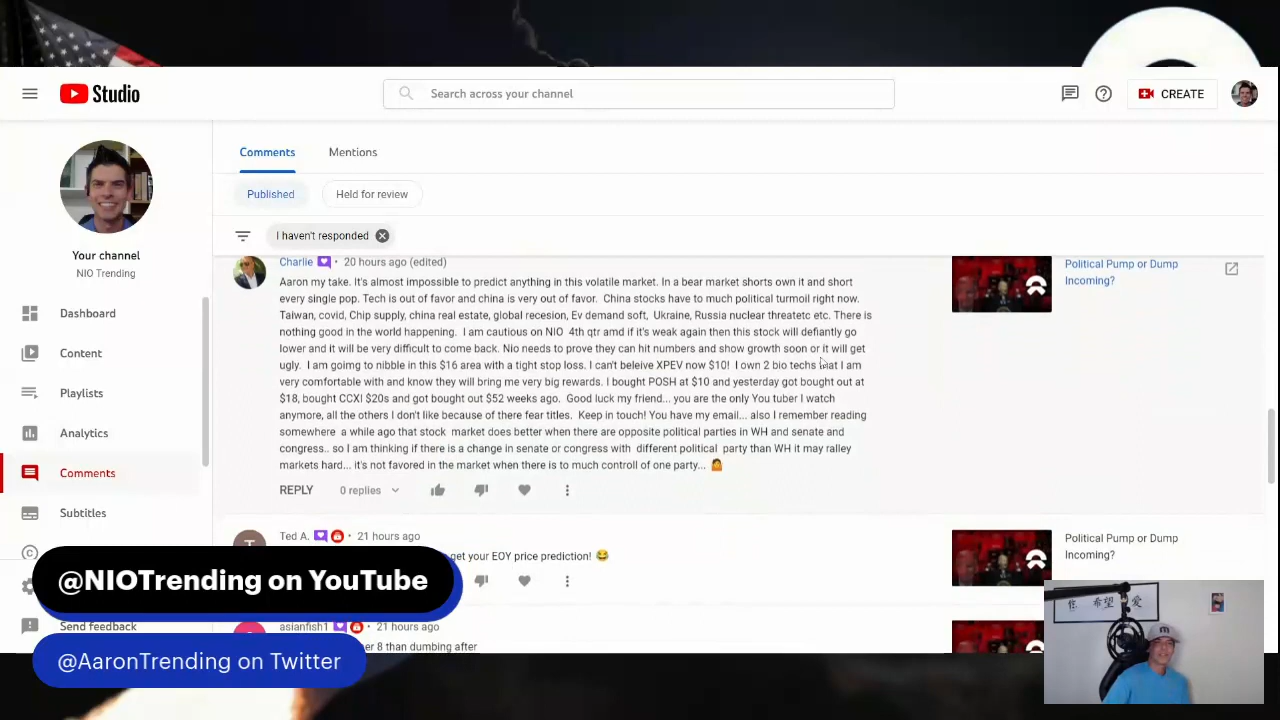 Studio
Search across your channel
CREATE
Your channel
NIO Trending
Dashboard
Content
Playlists
Analytics
Comments
Subtitles
Send feedback
Comments
Mentions
Published
Held for review
I haven't responded
Charlie • 20 hours ago (edited)
Aaron my take. It's almost impossible to predict anything in this volatile market. In a bear market shorts own it and short
every single pop. Tech is out of favor and china is very out of favor. China stocks have to much political turmoil right now.
Taiwan, covid, Chip supply, china real estate, global recesion, Ev demand soft, Ukraine, Russia nuclear threatetc etc. There is
nothing good in the world happening. I am cautious on NIO 4th qtr amd if it's weak again then this stock will defiantly go
lower and it will be very difficult to come back. Nio needs to prove they can hit numbers and show growth soon or it will get
ugly. I am goimg to nibble in this $16 area with a tight stop loss. I can't beleive XPEV now $10! I own 2 bio techs that I am
very comfortable with and know they will bring me very big rewards. I bought POSH at $10 and yesterday got bought out at
$18, bought CCXI $20s and got bought out $52 weeks ago. Good luck my friend... you are the only You tuber I watch
anymore, all the others I don't like because of there fear titles. Keep in touch! You have my email... also I remember reading
somewhere a while ago that stock market does better when there are opposite political parties in WH and senate and
congress.. so I am thinking if there is a change in senate or congress with different political party than WH it may ralley
markets hard... it's not favored in the market when there is to much controll of one party... 🤷
REPLY 0 replies
Political Pump or Dump
Incoming?
Ted A. • 21 hours ago
get your EOY price prediction! 😂
Political Pump or Dump
Incoming?
asianfish1 • 21 hours ago
8 than dumbing after
@NIOTrending on YouTube
@AaronTrending on Twitter
希望 爱